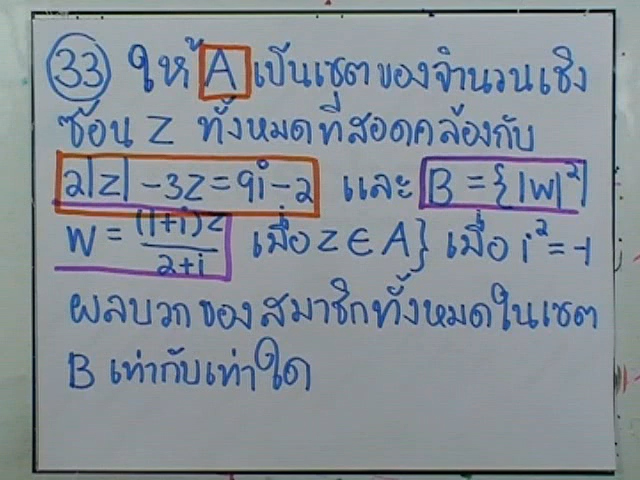 33 ให้ A เป็นเซตของจำนวนเชิง
ซ้อน Z ทั้งหมดที่สอดคล้องกับ
2|Z| -3Z = 9i - 2 และ B = { |W|²|
W = (1+i)Z / 2+i เมื่อ Z ∈ A} เมื่อ i² = -1
ผลบวกของสมาชิกทั้งหมดในเซต
B เท่ากับเท่าใด